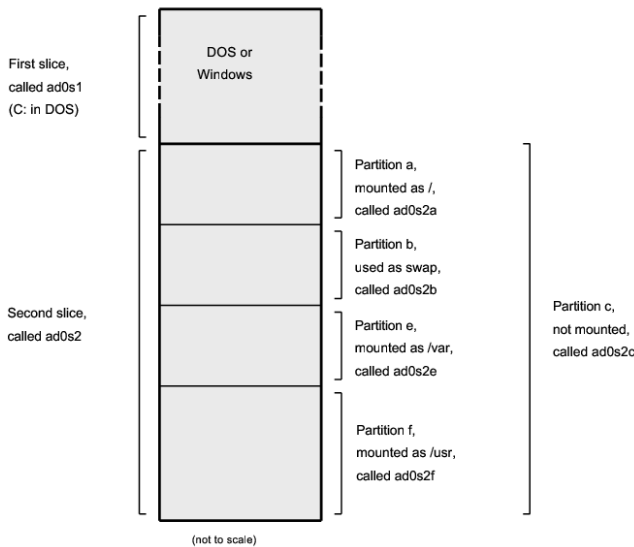 First slice,
called ad0s1
(C: in DOS)
DOS or
Windows
Second slice,
called ad0s2
Partition a,
mounted as /,
called ad0s2a
Partition b,
used as swap,
called ad0s2b
Partition e,
mounted as /var,
called ad0s2e
Partition f,
mounted as /usr,
called ad0s2f
Partition c,
not mounted,
called ad0s2c
(not to scale)